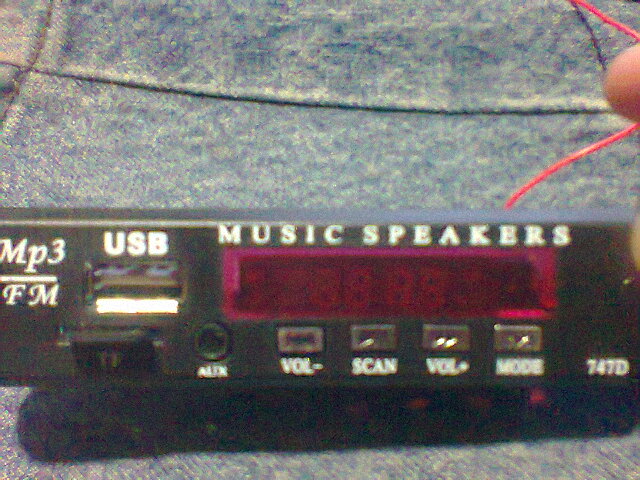 MUSIC SPEAKERS
Mp3
FM
USB
AUX
VOL-
SCAN
VOL+
MODE
747D